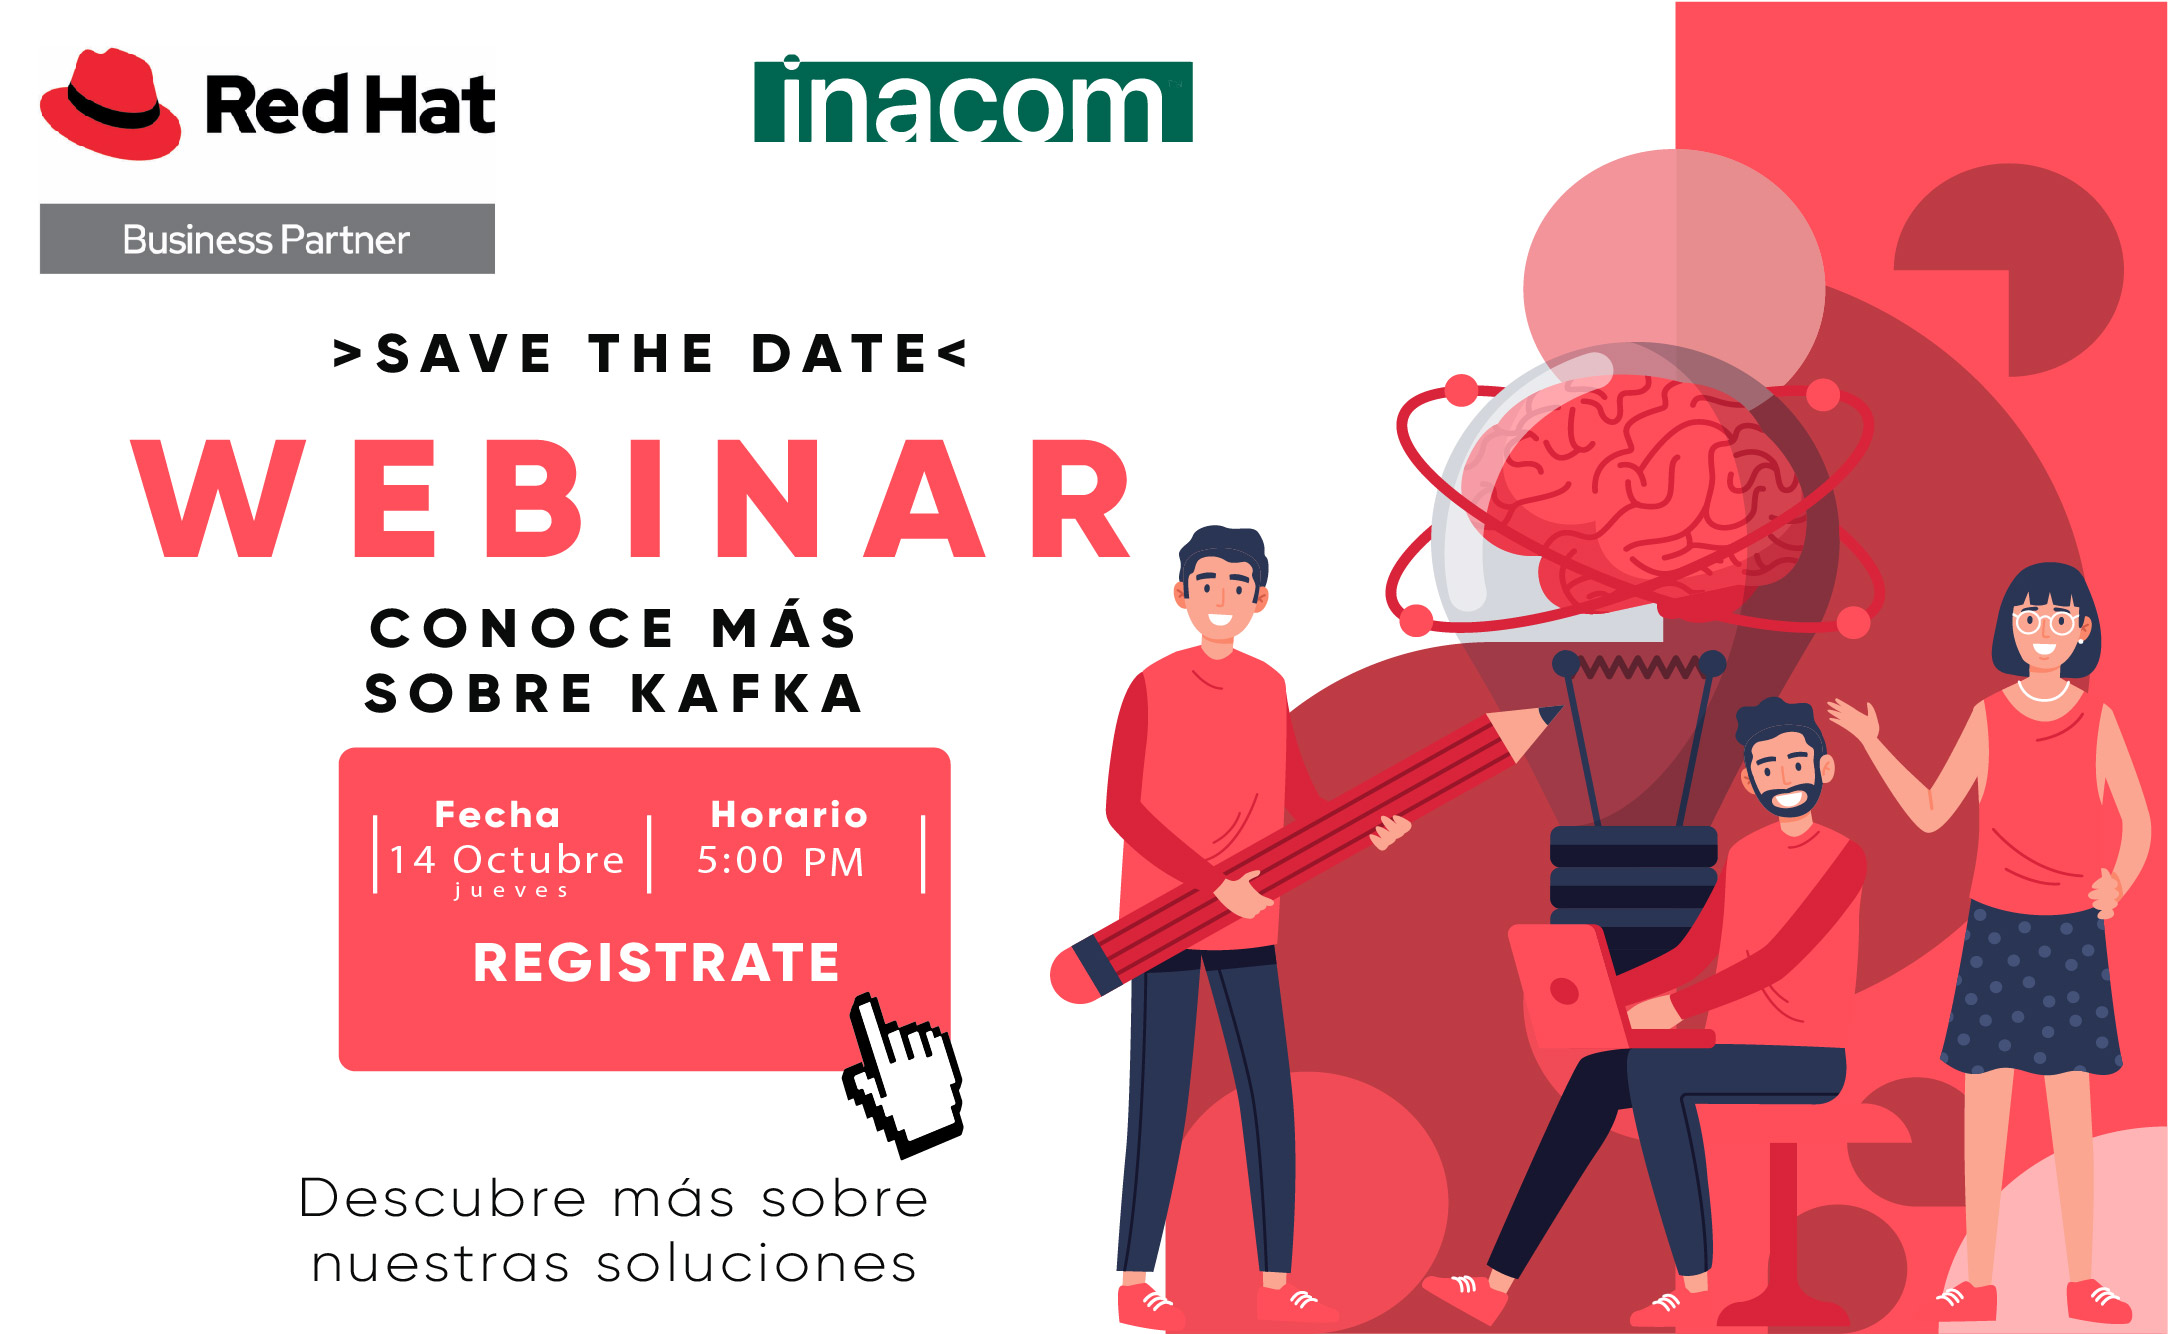 Red Hat
inacom™
Business Partner
>SAVE THE DATE<
WEBINAR
CONOCE MÁS
SOBRE KAFKA
Fecha
14 Octubre
jueves
Horario
5:00 PM
REGISTRATE
Descubre más sobre
nuestras soluciones